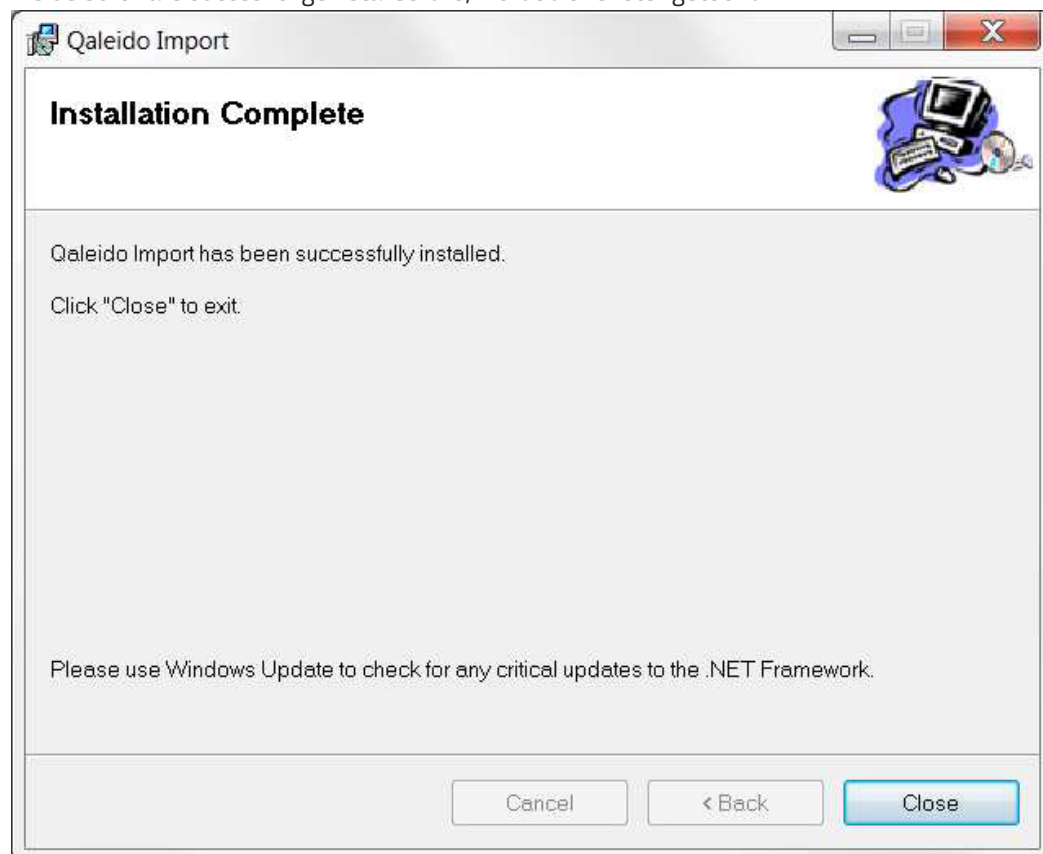 Qaleido Import
Installation Complete
Qaleido Import has been successfully installed.
Click "Close" to exit.
Please use Windows Update to check for any critical updates to the .NET Framework.
Cancel
< Back
Close